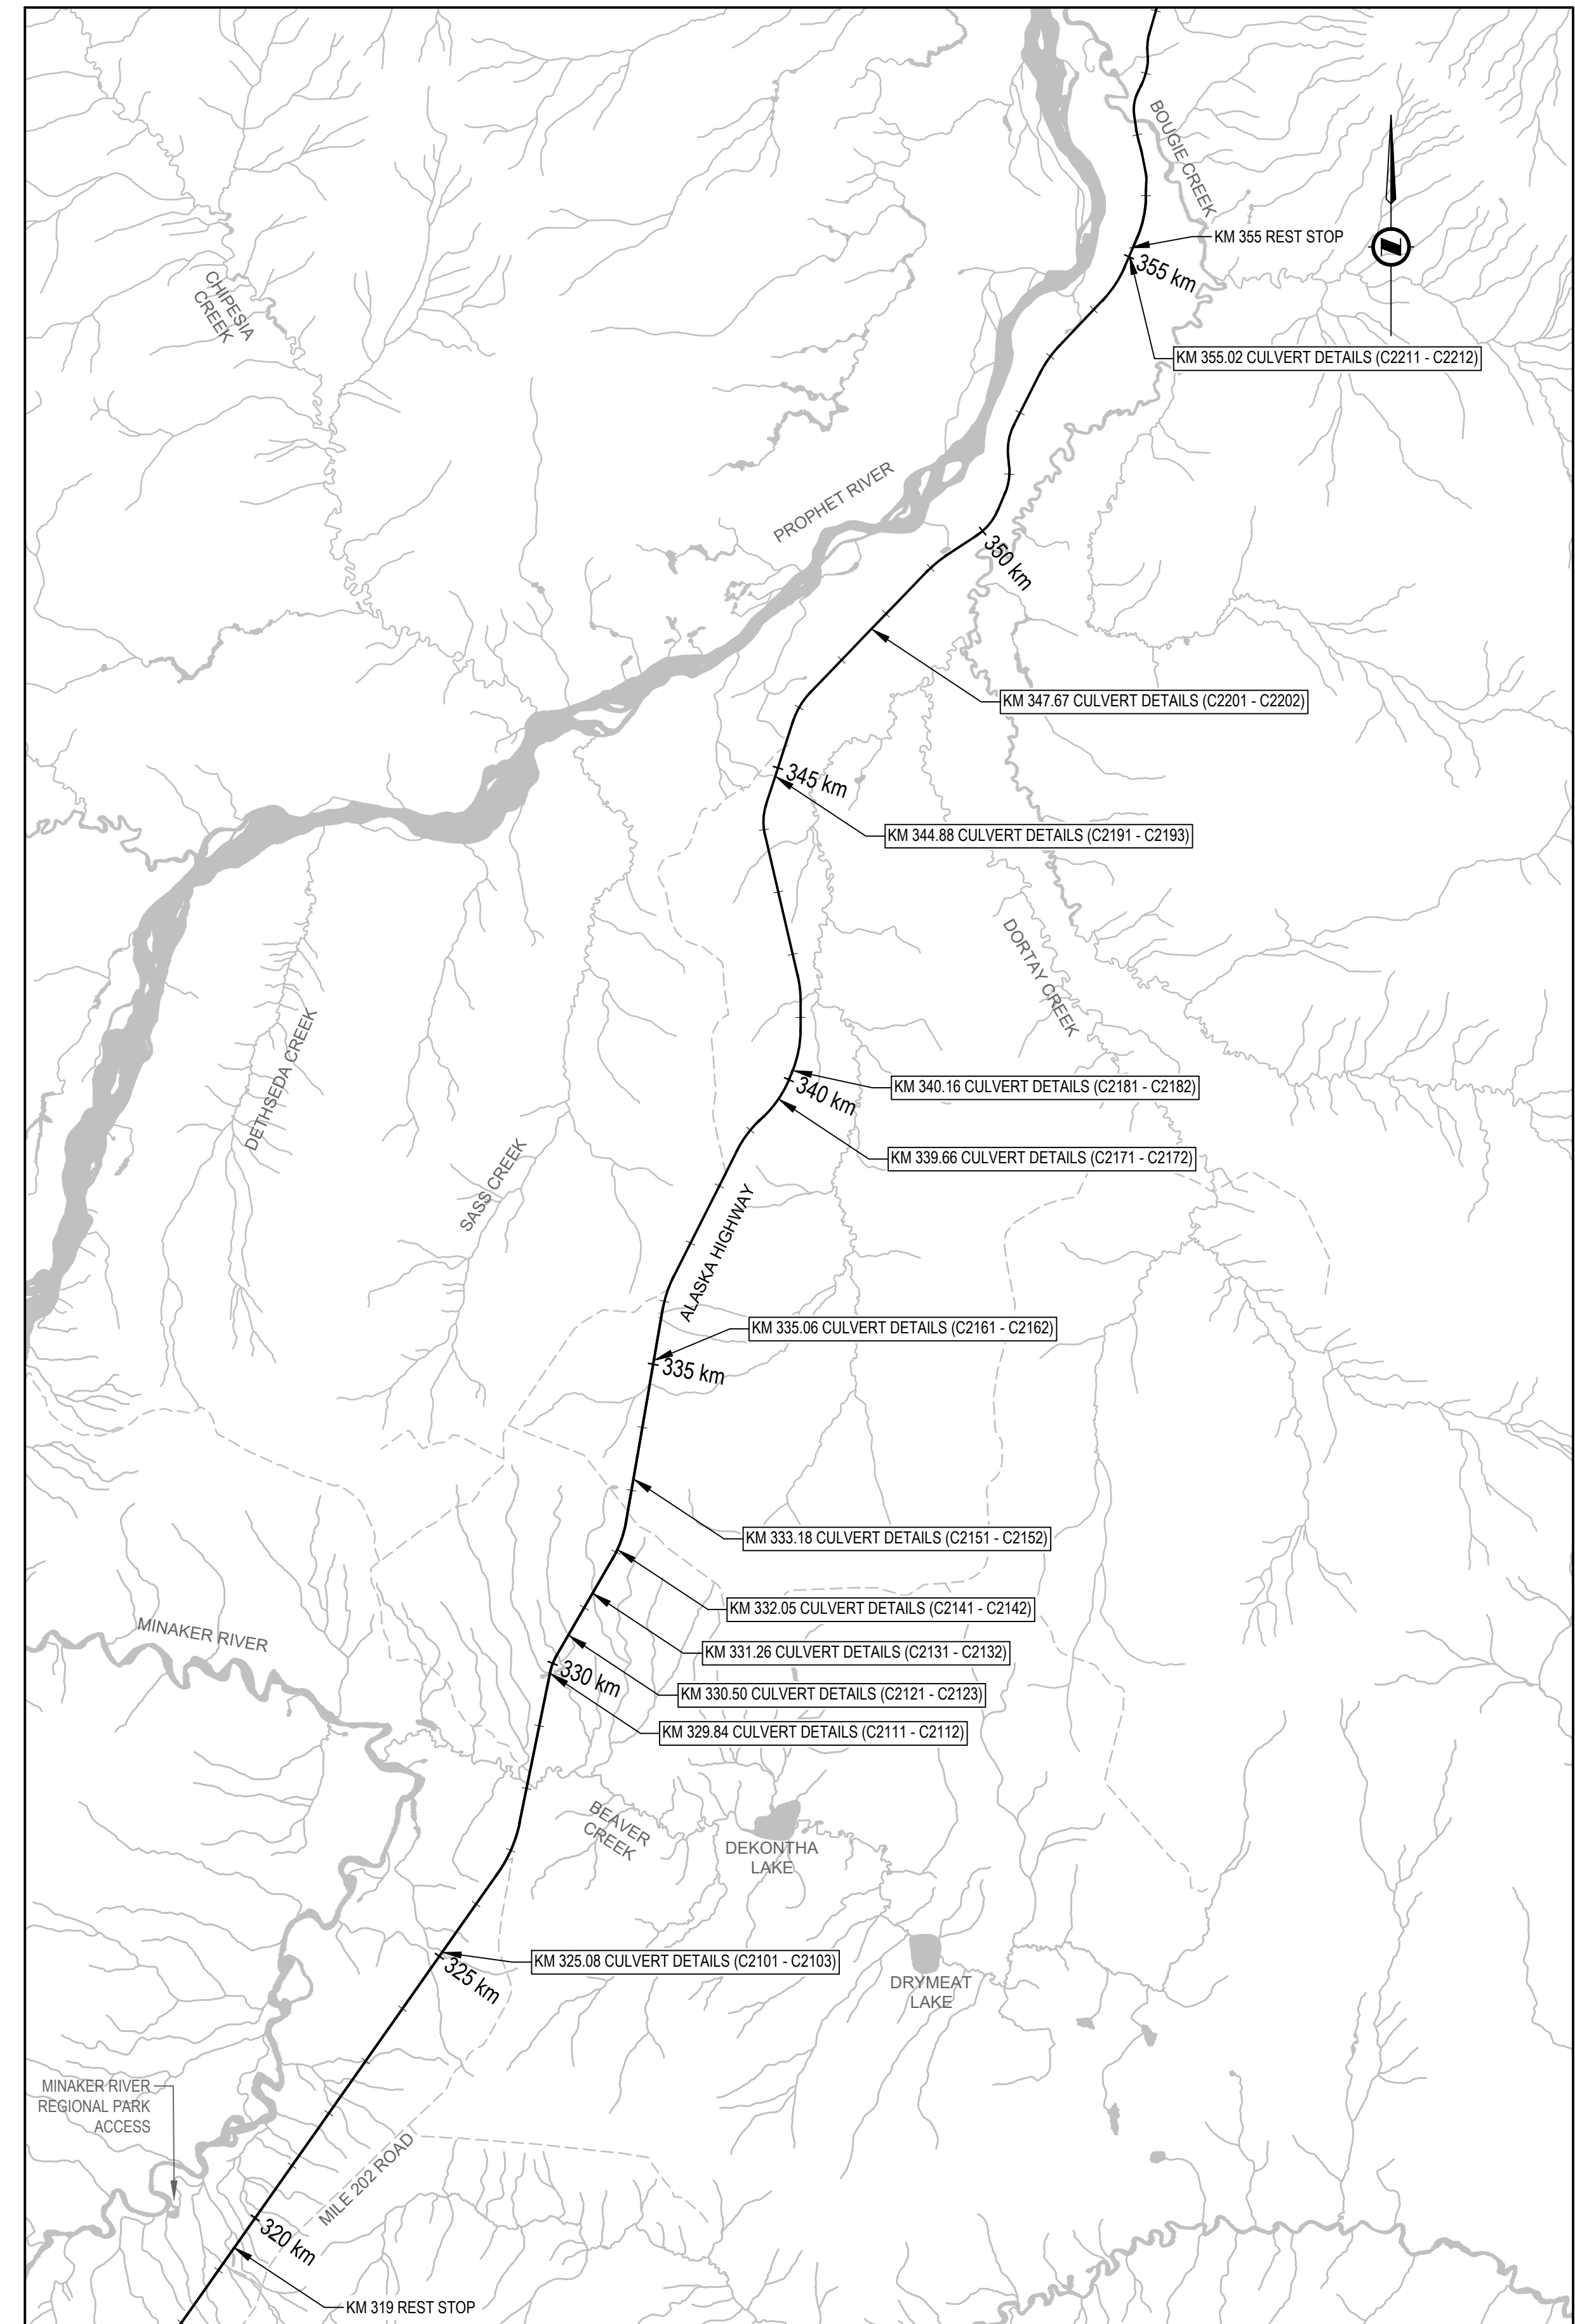 BOUGIE CREEK
KM 355 REST STOP
355 km
CHIPESIA
CREEK
KM 355.02 CULVERT DETAILS (C2211 - C2212)
PROPHET RIVER
350 km
KM 347.67 CULVERT DETAILS (C2201 - C2202)
345 km
KM 344.88 CULVERT DETAILS (C2191 - C2193)
DORTAY CREEK
DETHSEDA CREEK
340 km
KM 340.16 CULVERT DETAILS (C2181 - C2182)
KM 339.66 CULVERT DETAILS (C2171 - C2172)
SASS CREEK
ALASKA HIGHWAY
KM 335.06 CULVERT DETAILS (C2161 - C2162)
335 km
KM 333.18 CULVERT DETAILS (C2151 - C2152)
KM 332.05 CULVERT DETAILS (C2141 - C2142)
MINAKER RIVER
KM 331.26 CULVERT DETAILS (C2131 - C2132)
330 km
KM 330.50 CULVERT DETAILS (C2121 - C2123)
KM 329.84 CULVERT DETAILS (C2111 - C2112)
BEAVER
CREEK
DEKONTHA
LAKE
KM 325.08 CULVERT DETAILS (C2101 - C2103)
325 km
DRYMEAT
LAKE
MINAKER RIVER
REGIONAL PARK
ACCESS
MILE 202 ROAD
320 km
KM 319 REST STOP